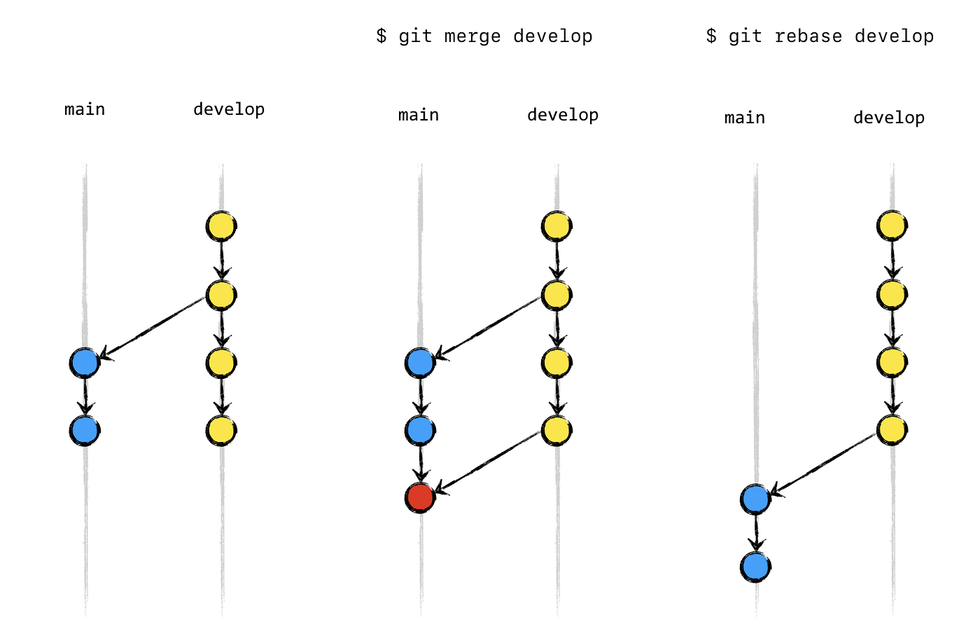 $ git merge develop
$ git rebase develop
main
develop
main
develop
main
develop